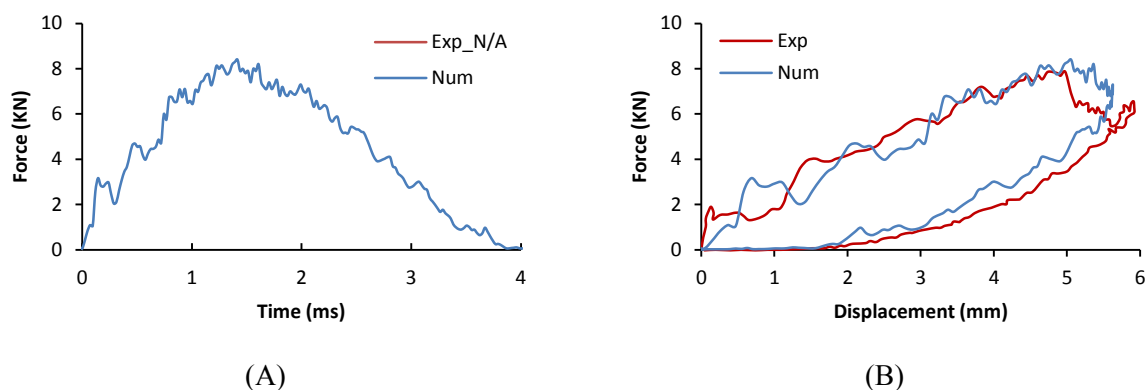 10
8
6
4
2
0
Force (KN)
Exp_N/A
Num
0 1 2 3 4
Time (ms)
(A)
10
8
6
4
2
0
Force (KN)
Exp
Num
0 1 2 3 4 5 6
Displacement (mm)
(B)